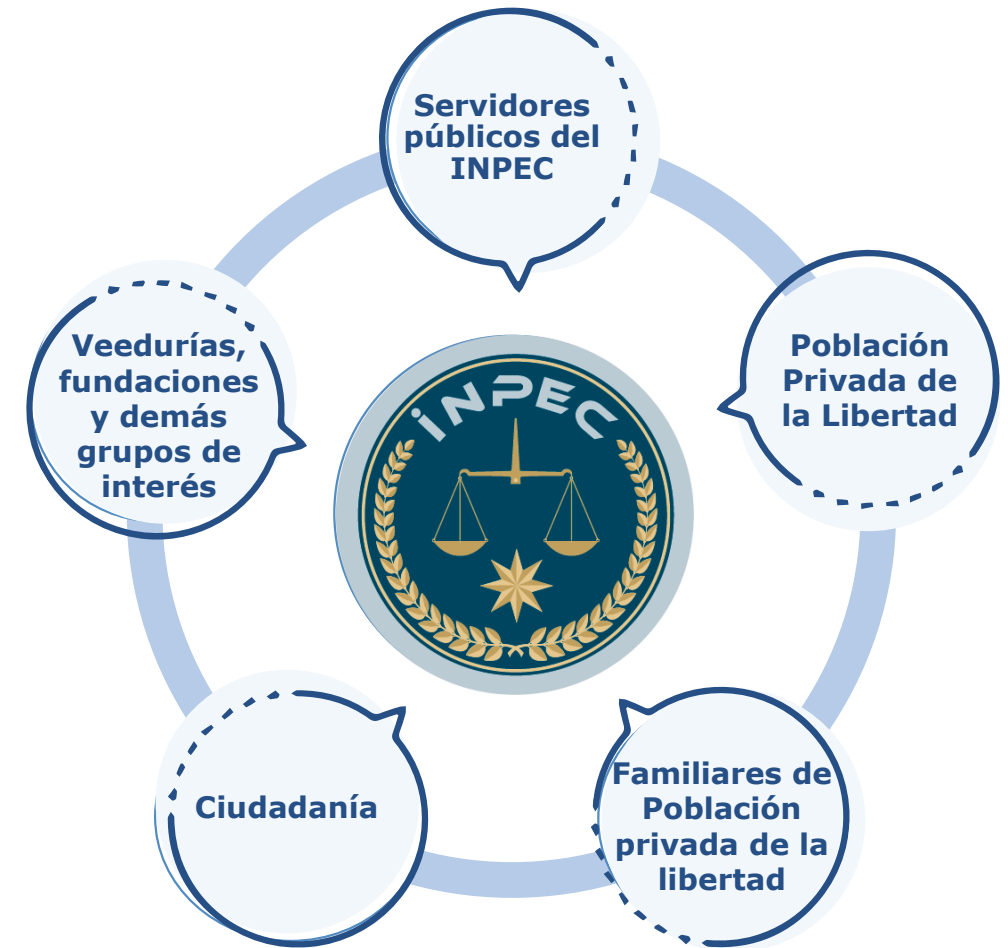 Servidores
públicos del
INPEC
Población
Privada de
la Libertad
Familiares de
Población
privada de la
libertad
Ciudadanía
Veedurías,
fundaciones
y demás
grupos de
interés
iNPEC